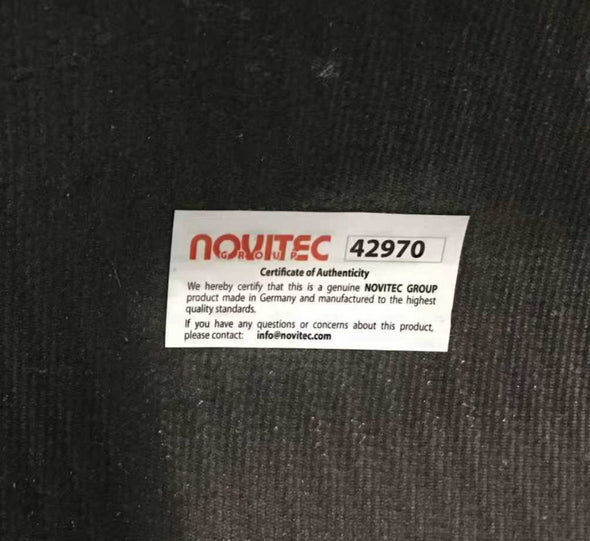 NOVITEC 42970
GROUP
Certificate of Authenticity
We hereby certify that this is a genuine NOVITEC GROUP
product made in Germany and manufactured to the highest
quality standards.
If you have any questions or concerns about this product,
please contact: info@novitec.com